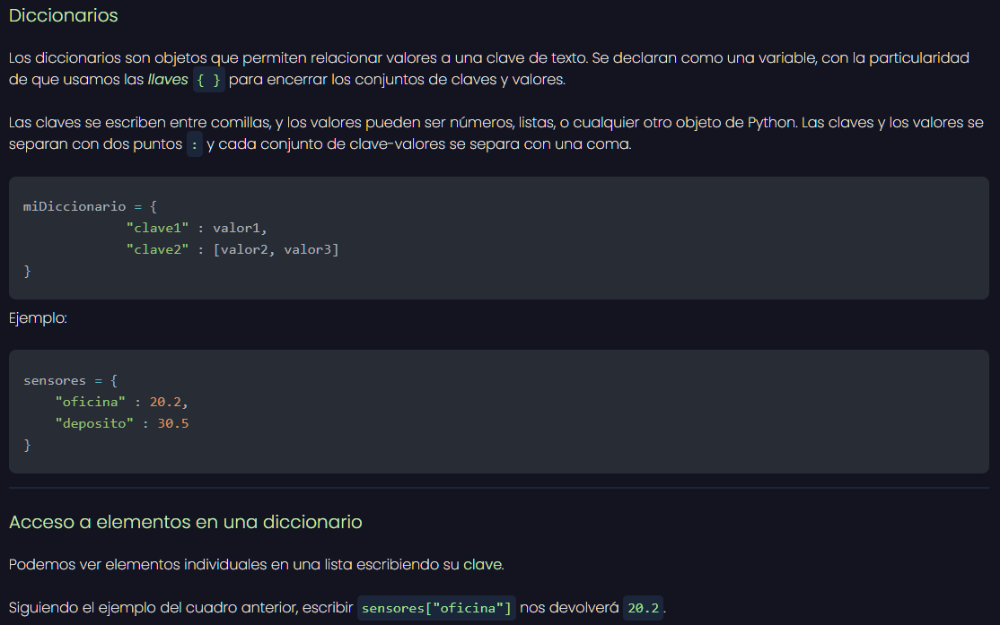 Diccionarios
Los diccionarios son objetos que permiten relacionar valores a una clave de texto. Se declaran como una variable, con la particularidad
de que usamos las llaves { } para encerrar los conjuntos de claves y valores.
Las claves se escriben entre comillas, y los valores pueden ser números, listas, o cualquier otro objeto de Python. Las claves y los valores se
separan con dos puntos : y cada conjunto de clave-valores se separa con una coma.
miDiccionario = {
"clave1" : valor1,
"clave2" : [valor2, valor3]
}
Ejemplo:
sensores = {
"oficina" : 20.2,
"deposito" : 30.5
}
Acceso a elementos en una diccionario
Podemos ver elementos individuales en una lista escribiendo su clave.
Siguiendo el ejemplo del cuadro anterior, escribir sensores["oficina"] nos devolverá 20.2.